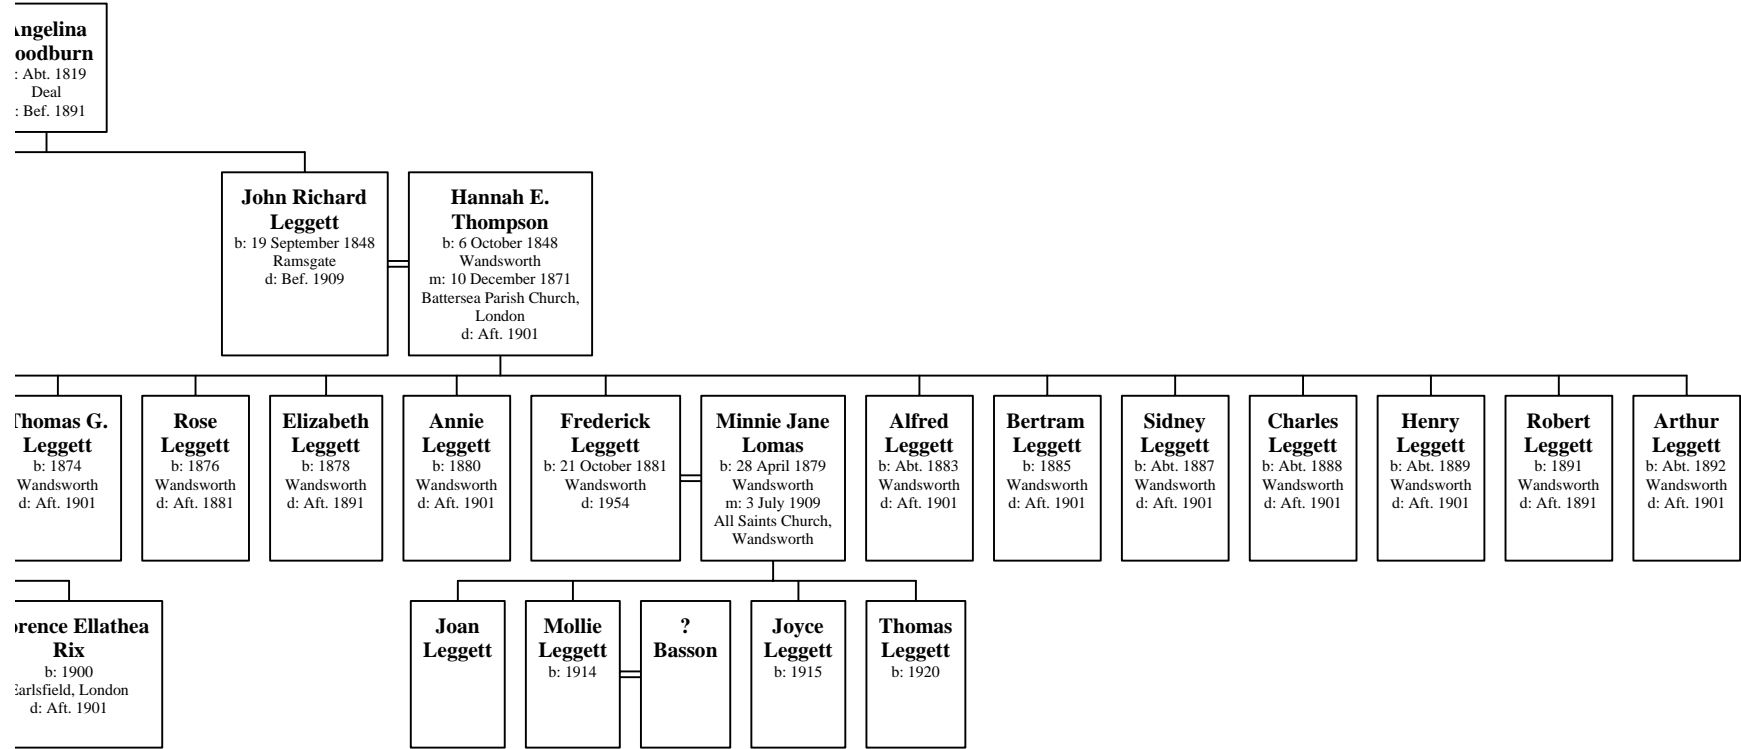 ngelina
oodburn
: Abt. 1819
Deal
: Bef. 1891
John Richard
Leggett
b: 19 September 1848
Ramsgate
d: Bef. 1909
Hannah E.
Thompson
b: 6 October 1848
Wandsworth
m: 10 December 1871
Battersea Parish Church,
London
d: Aft. 1901
Thomas G.
Leggett
b: 1874
Wandsworth
d: Aft. 1901
Rose
Leggett
b: 1876
Wandsworth
d: Aft. 1881
Elizabeth
Leggett
b: 1878
Wandsworth
d: Aft. 1891
Annie
Leggett
b: 1880
Wandsworth
d: Aft. 1901
Frederick
Leggett
b: 21 October 1881
Wandsworth
d: 1954
Minnie Jane
Lomas
b: 28 April 1879
Wandsworth
m: 3 July 1909
All Saints Church,
Wandsworth
Alfred
Leggett
b: Abt. 1883
Wandsworth
d: Aft. 1901
Bertram
Leggett
b: 1885
Wandsworth
d: Aft. 1901
Sidney
Leggett
b: Abt. 1887
Wandsworth
d: Aft. 1901
Charles
Leggett
b: Abt. 1888
Wandsworth
d: Aft. 1901
Henry
Leggett
b: Abt. 1889
Wandsworth
d: Aft. 1901
Robert
Leggett
b: 1891
Wandsworth
d: Aft. 1891
Arthur
Leggett
b: Abt. 1892
Wandsworth
d: Aft. 1901
orence Ellathea
Rix
b: 1900
Earlsfield, London
d: Aft. 1901
Joan
Leggett
Mollie
Leggett
b: 1914
?
Basson
Joyce
Leggett
b: 1915
Thomas
Leggett
b: 1920